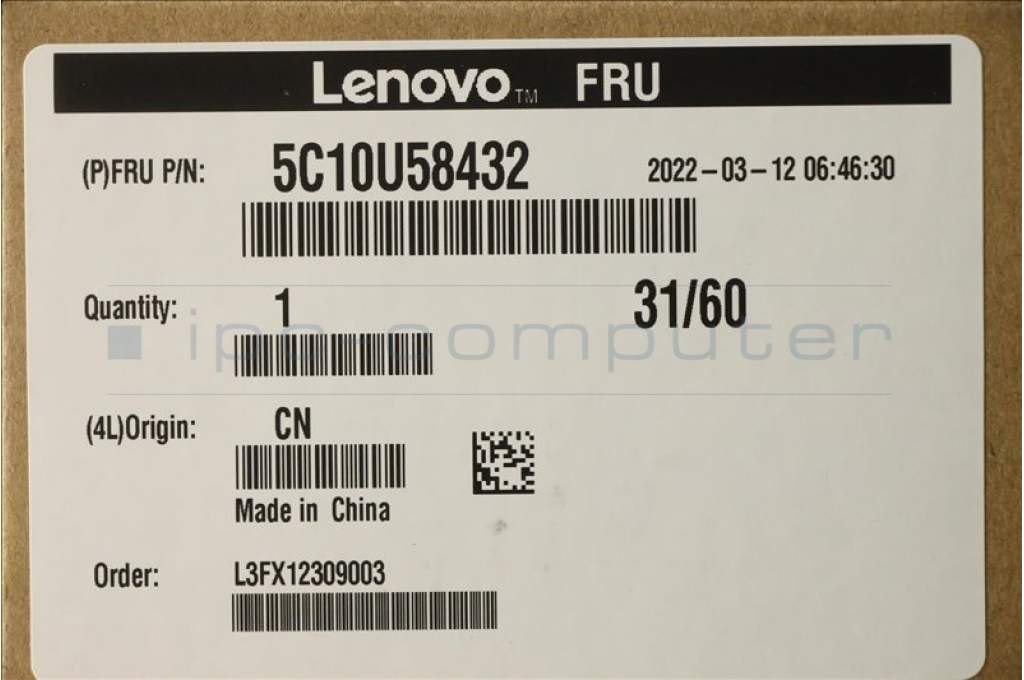 Lenovo™ FRU
(P)FRU P/N: 5C10U58432 2022-03-12 06:46:30
Quantity: 1 31/60
ipc-computer
(4L)Origin: CN
Made in China
Order: L3FX12309003